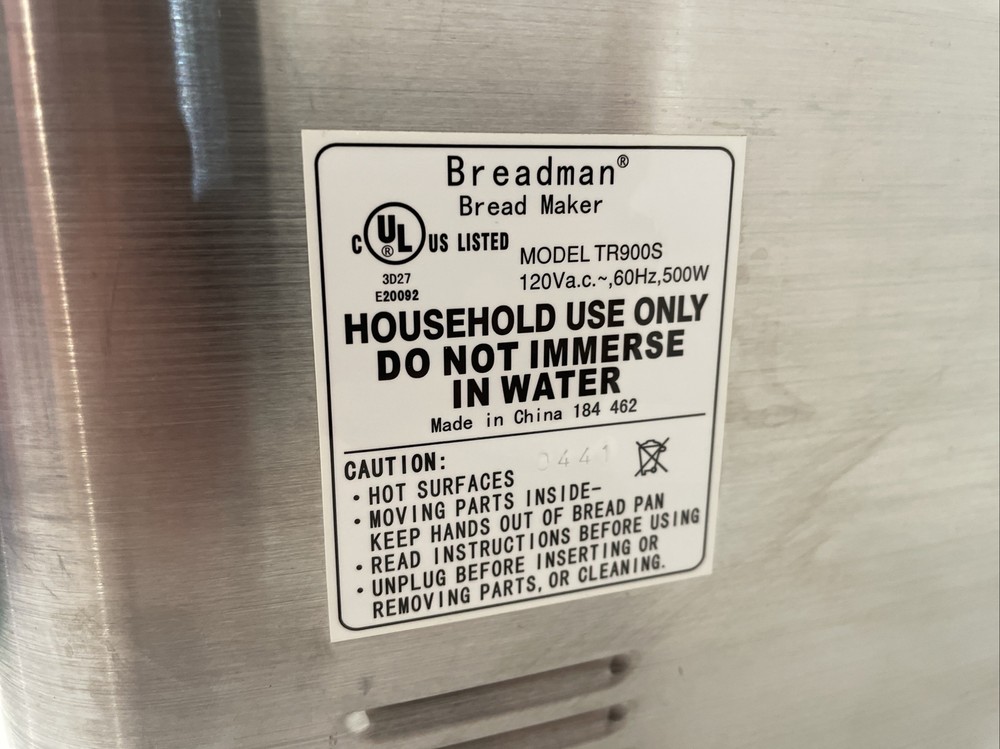 Breadman®
Bread Maker
C UL® US LISTED
MODEL TR900S
3D27
120Va.c.~,60Hz,500W
E20092
HOUSEHOLD USE ONLY
DO NOT IMMERSE
IN WATER
Made in China 184 462
CAUTION:
0441
• HOT SURFACES
• MOVING PARTS INSIDE-
KEEP HANDS OUT OF BREAD PAN
• READ INSTRUCTIONS BEFORE USING
• UNPLUG BEFORE INSERTING OR
REMOVING PARTS, OR CLEANING.